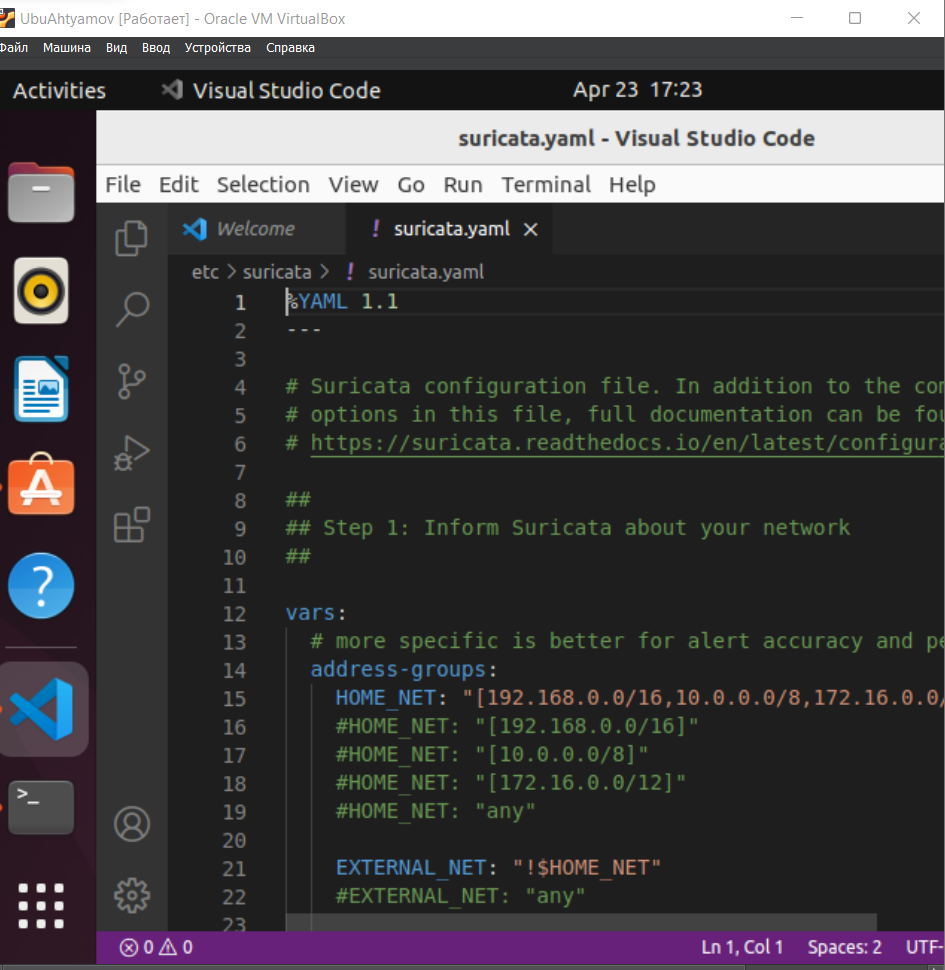 UbuAhtyamov [Работает] - Oracle VM VirtualBox
Файл Машина Вид Ввод Устройства Справка
Activities Visual Studio Code Apr 23 17:23
suricata.yaml - Visual Studio Code
File Edit Selection View Go Run Terminal Help
Welcome ! suricata.yaml
etc > suricata > ! suricata.yaml
1 %YAML 1.1
2 ---
3
4 # Suricata configuration file. In addition to the com
5 # options in this file, full documentation can be fou
6 # https://suricata.readthedocs.io/en/latest/configura
7
8 ##
9 ## Step 1: Inform Suricata about your network
10 ##
11
12 vars:
13 # more specific is better for alert accuracy and pe
14 address-groups:
15 HOME_NET: "[192.168.0.0/16,10.0.0.0/8,172.16.0.0/
16 #HOME_NET: "[192.168.0.0/16]"
17 #HOME_NET: "[10.0.0.0/8]"
18 #HOME_NET: "[172.16.0.0/12]"
19 #HOME_NET: "any"
20
21 EXTERNAL_NET: "!$HOME_NET"
22 #EXTERNAL_NET: "any"
23
0 0 Ln 1, Col 1 Spaces: 2 UTF-